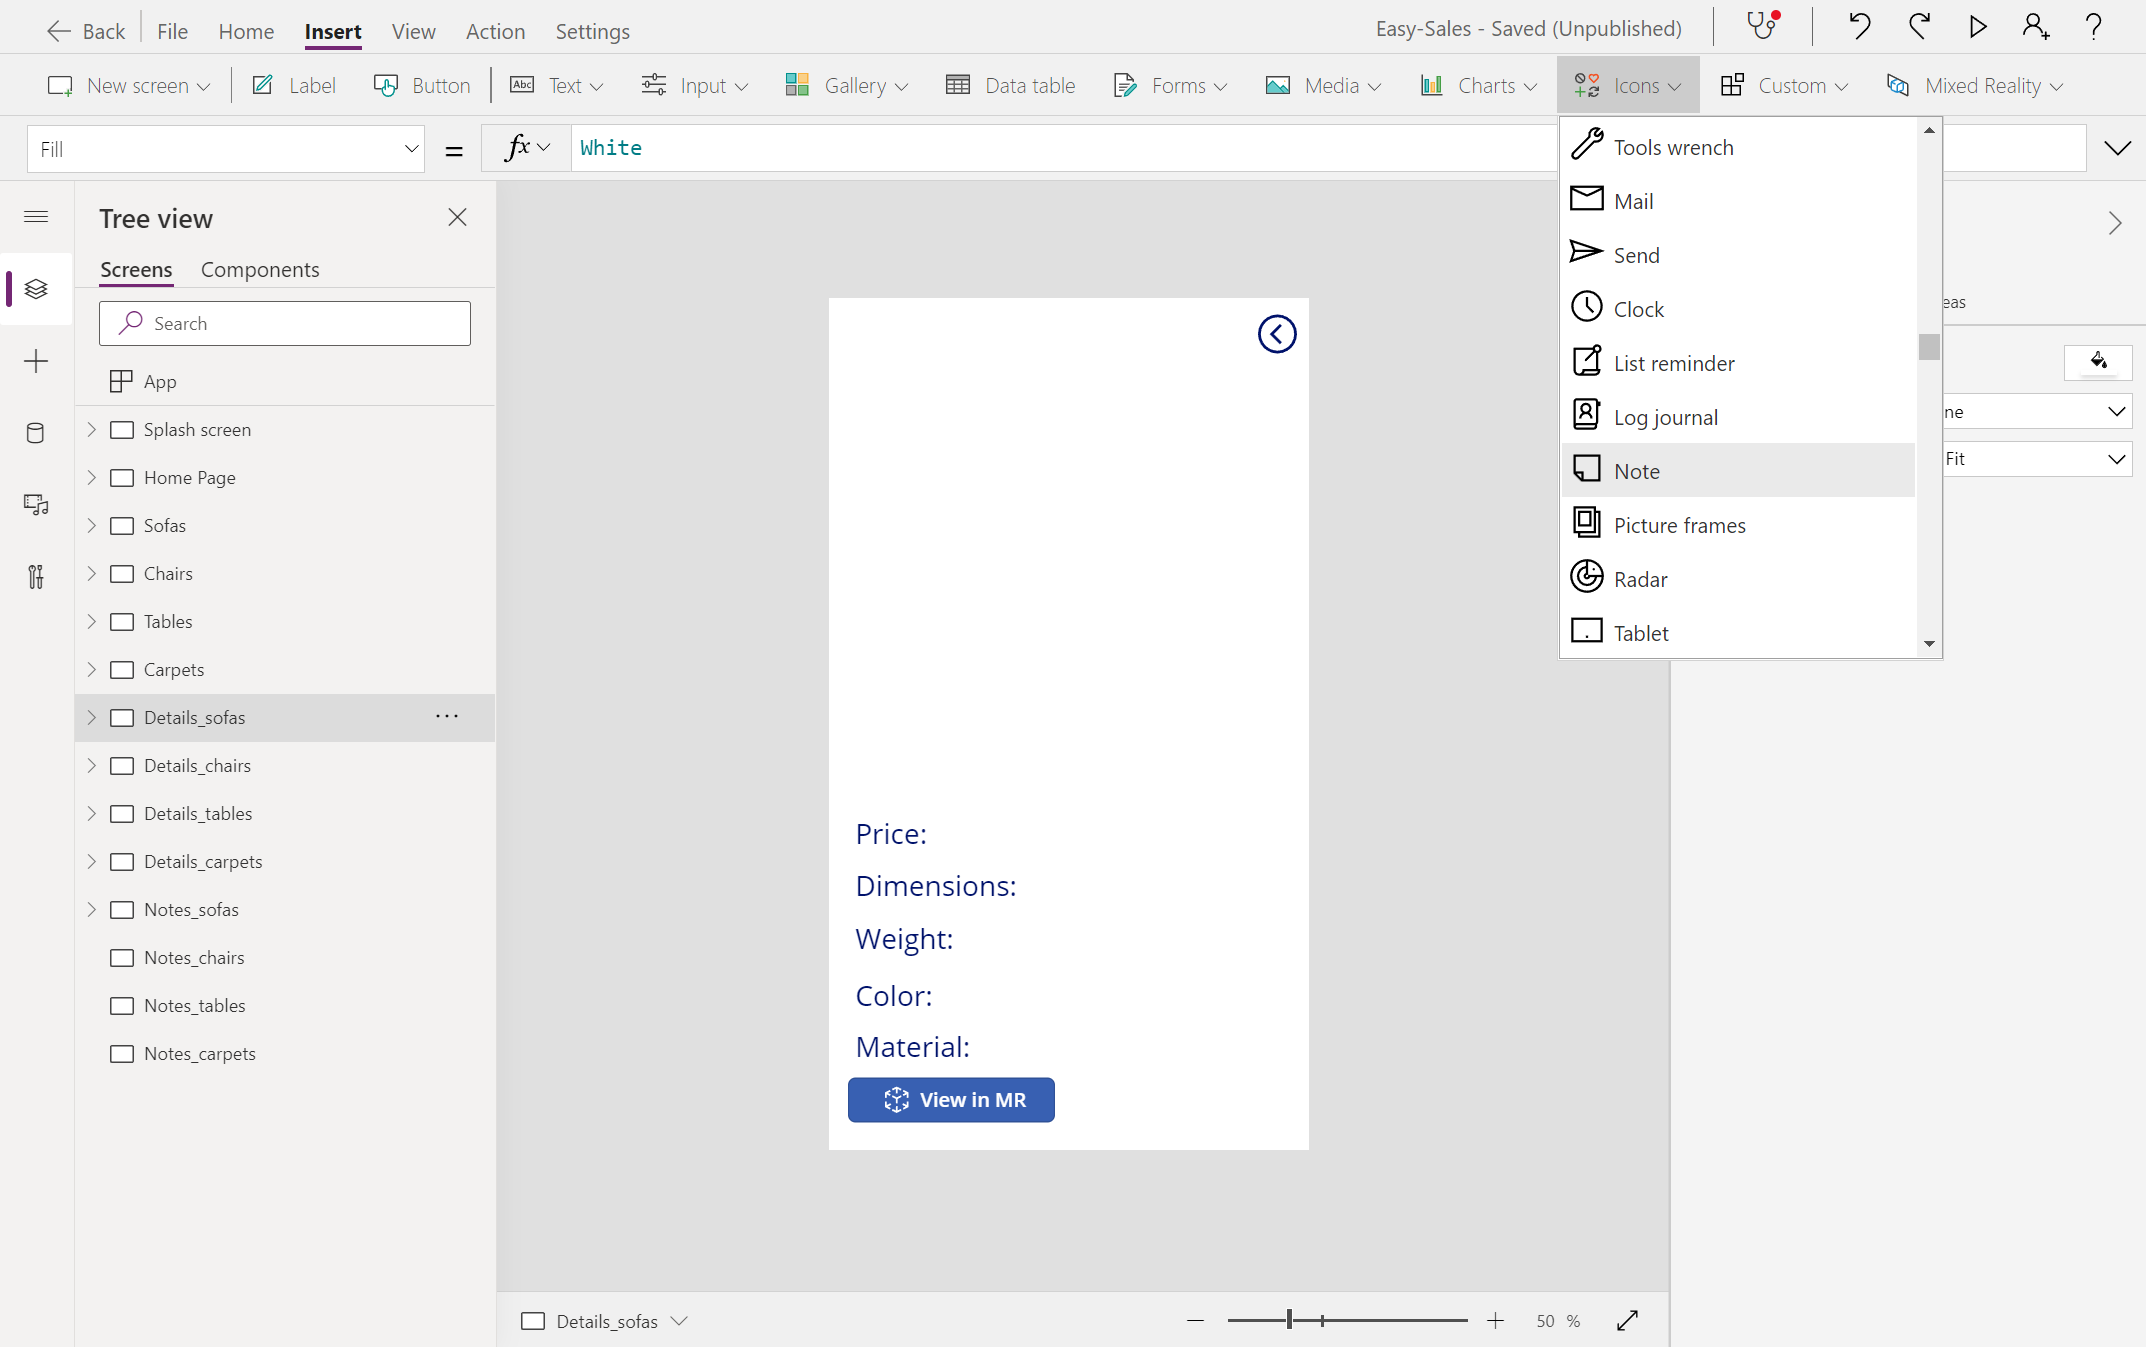 Back File Home Insert View Action Settings Easy-Sales - Saved (Unpublished)
New screen Label Button Abc Text Input Gallery Data table Forms Media Charts Icons Custom Mixed Reality
Fill = fx White
Tree view
Screens Components
Search
App
Splash screen
Home Page
Sofas
Chairs
Tables
Carpets
Details_sofas ...
Details_chairs
Details_tables
Details_carpets
Notes_sofas
Notes_chairs
Notes_tables
Notes_carpets
Price:
Dimensions:
Weight:
Color:
Material:
View in MR
Tools wrench
Mail
Send
Clock
List reminder
Log journal
Note
Picture frames
Radar
Tablet
eas
ne
Fit
Details_sofas 50 %